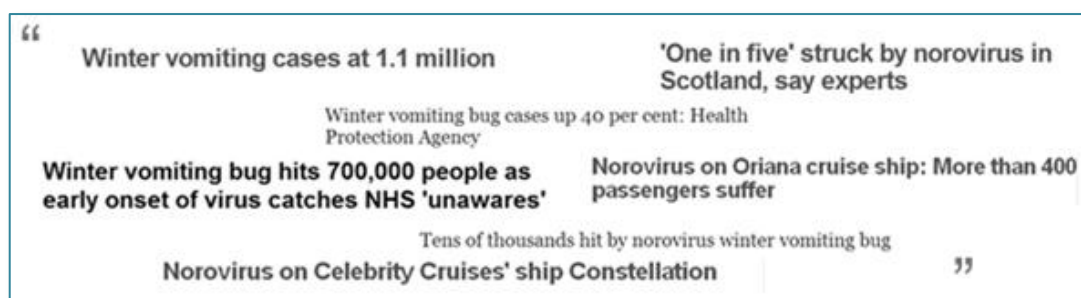 “
Winter vomiting cases at 1.1 million
'One in five' struck by norovirus in
Scotland, say experts
Winter vomiting bug cases up 40 per cent: Health
Protection Agency
Winter vomiting bug hits 700,000 people as
early onset of virus catches NHS 'unawares'
Norovirus on Oriana cruise ship: More than 400
passengers suffer
Tens of thousands hit by norovirus winter vomiting bug
Norovirus on Celebrity Cruises' ship Constellation
”